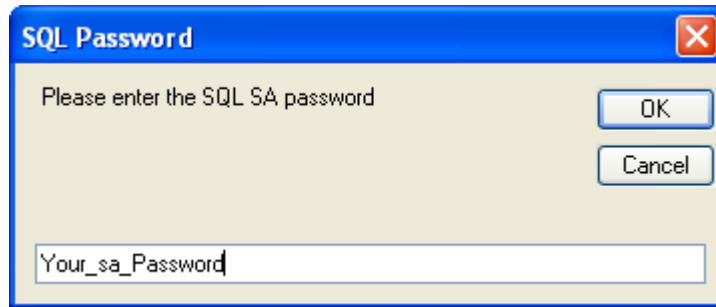 SQL Password
Please enter the SQL SA password
OK
Cancel
Your_sa_Password